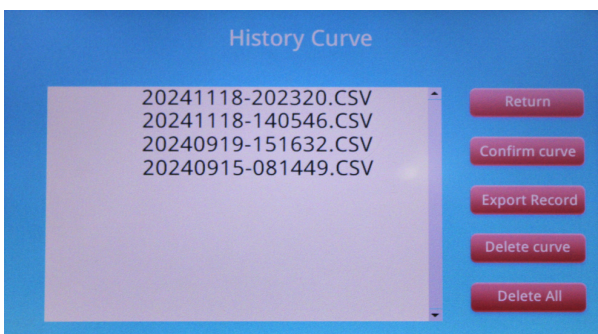 History Curve
20241118-202320.CSV
20241118-140546.CSV
20240919-151632.CSV
20240915-081449.CSV
Return
Confirm curve
Export Record
Delete curve
Delete All